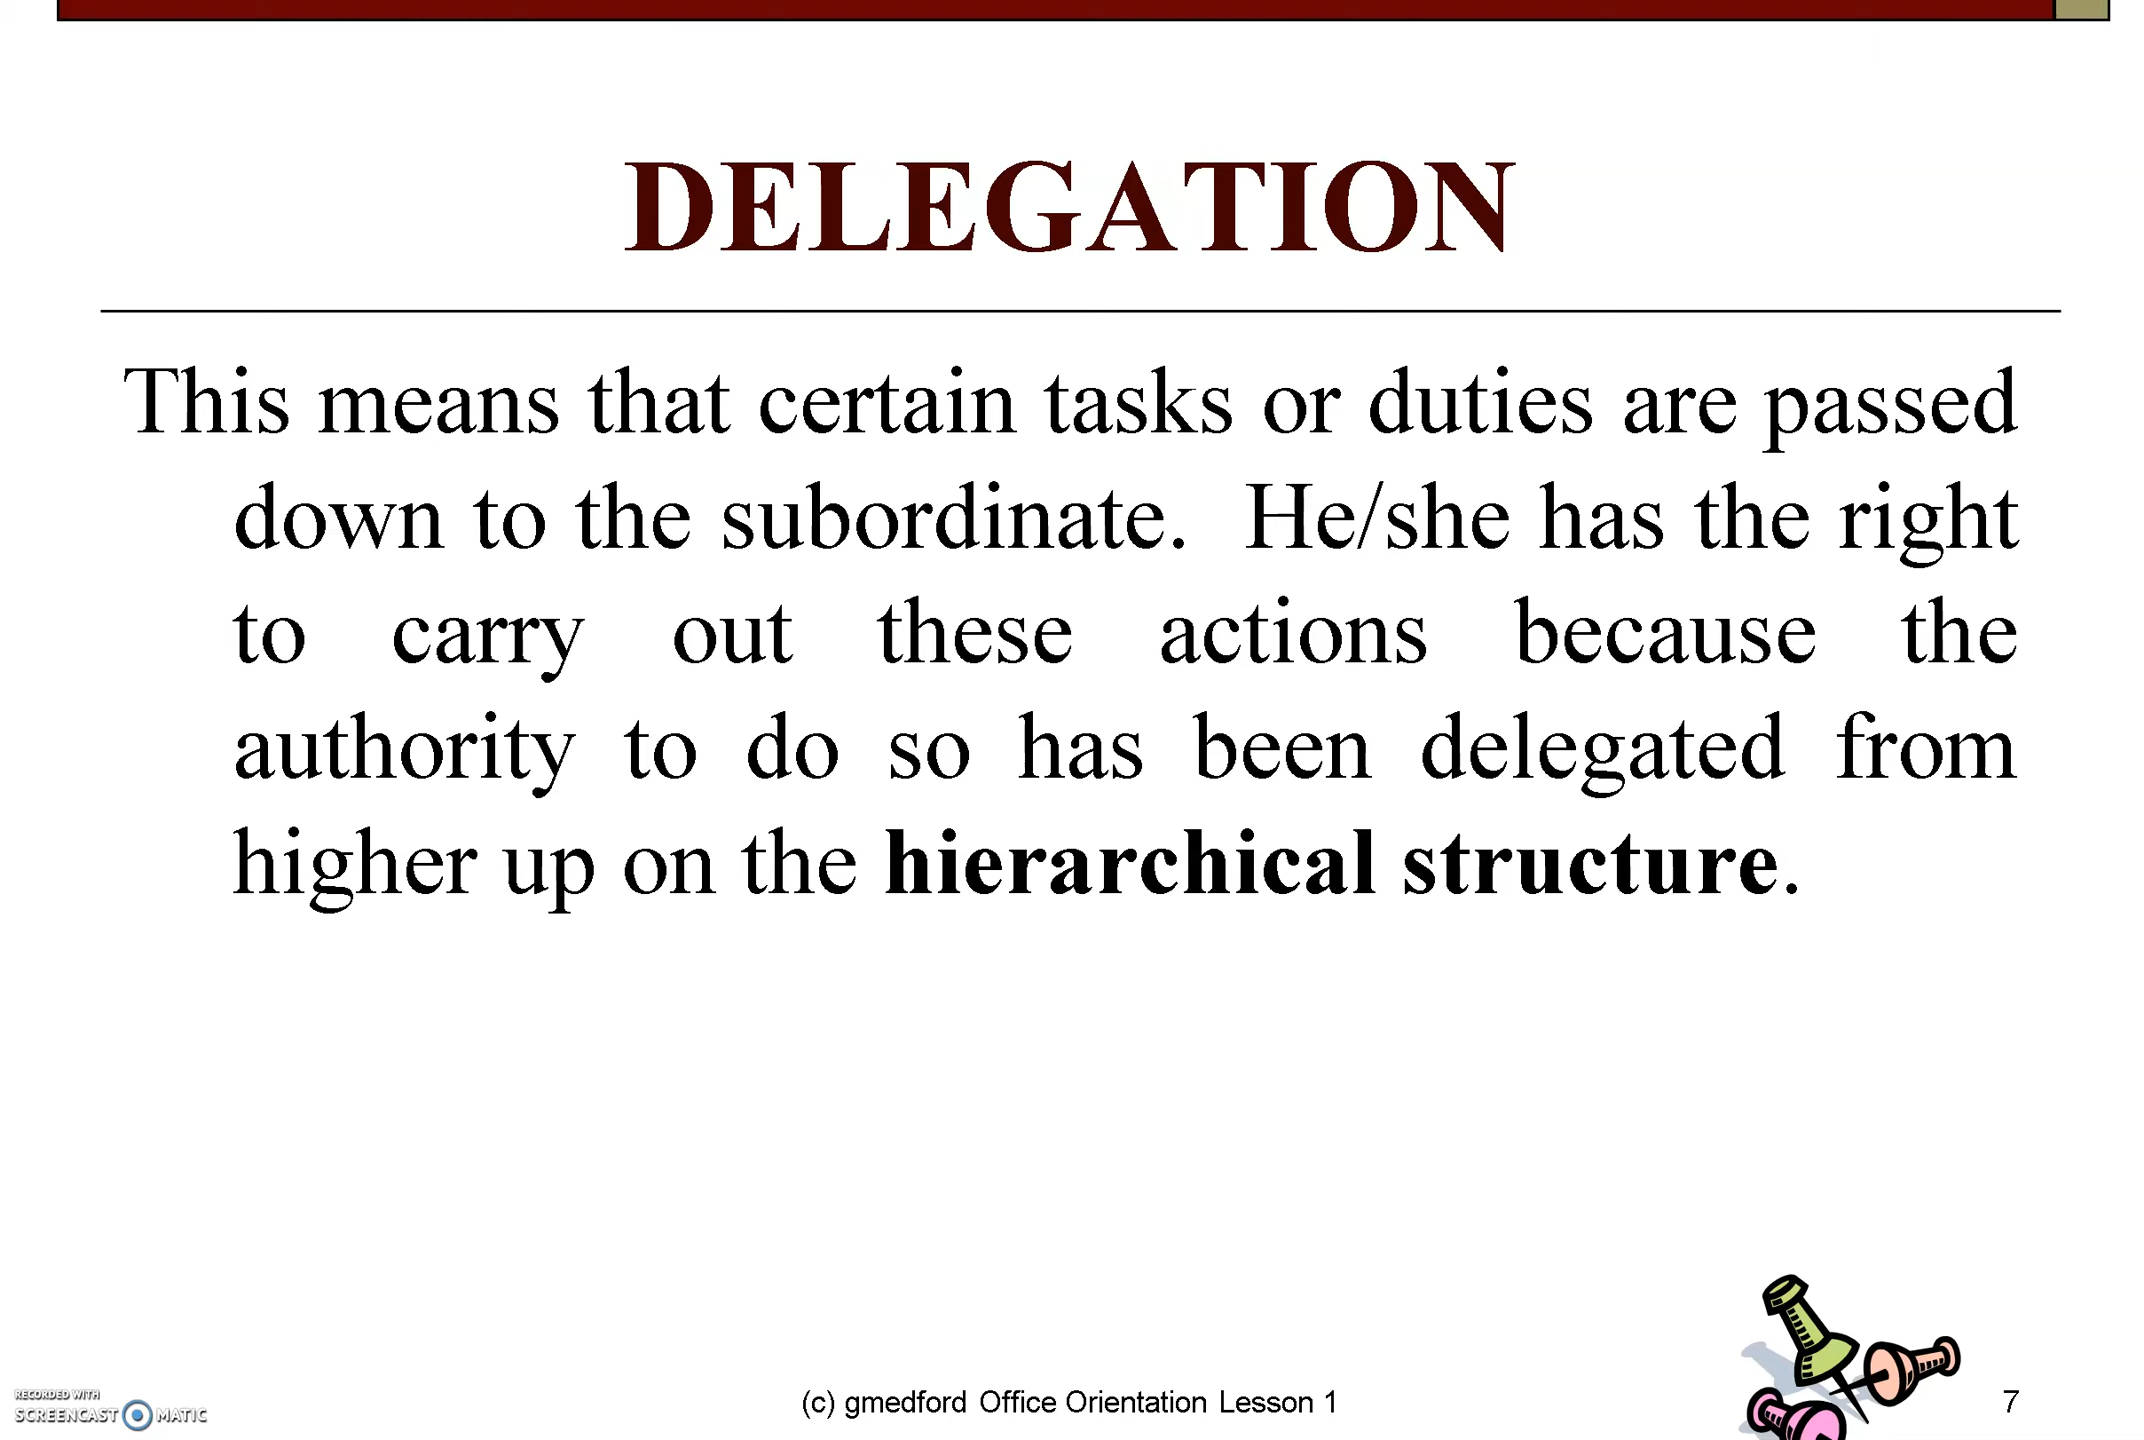 DELEGATION
This means that certain tasks or duties are passed
down to the subordinate.  He/she has the right
to carry out these actions because the
authority to do so has been delegated from
higher up on the hierarchical structure.
RECORDED WITH
SCREENCAST MATIC
(c) gmedford Office Orientation Lesson 1
7